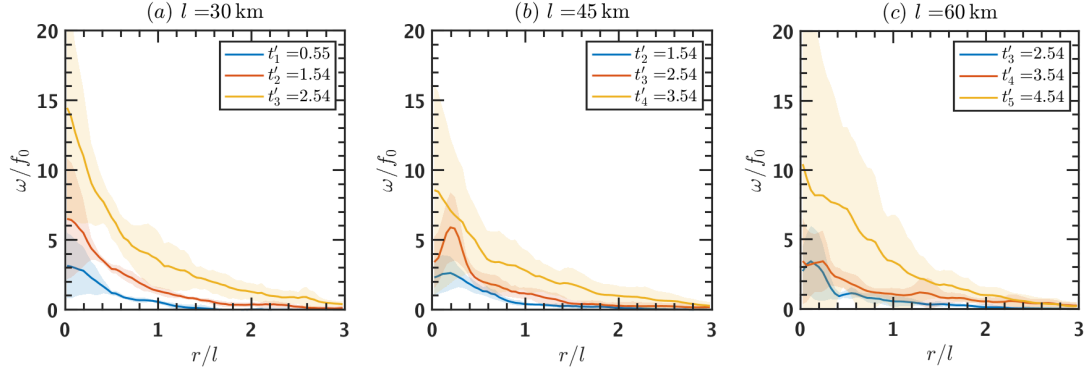 (a) l =30 km
20
15
10
5
0
ω/f₀
0 1 2 3
r/l
t′₁ =0.55
t′₂ =1.54
t′₃ =2.54
(b) l =45 km
20
15
10
5
0
ω/f₀
0 1 2 3
r/l
t′₂ =1.54
t′₃ =2.54
t′₄ =3.54
(c) l =60 km
20
15
10
5
0
ω/f₀
0 1 2 3
r/l
t′₃ =2.54
t′₄ =3.54
t′₅ =4.54